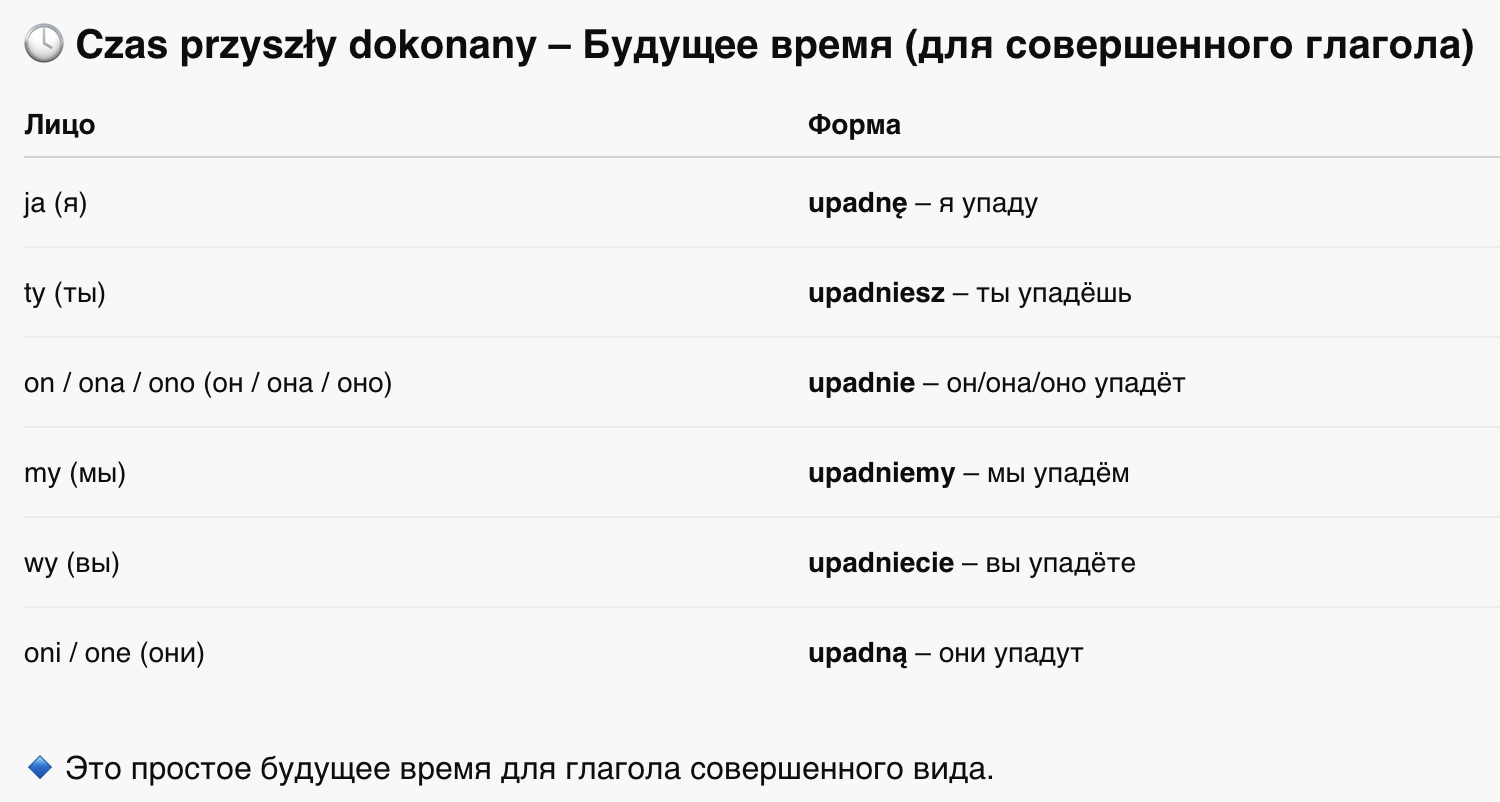 🕓 Czas przyszły dokonany – Будущее время (для совершенного глагола)
Лицо Форма
ja (я) upadnę – я упаду
ty (ты) upadniesz – ты упадёшь
on / ona / ono (он / она / оно) upadnie – он/она/оно упадёт
my (мы) upadniemy – мы упадём
wy (вы) upadniecie – вы упадёте
oni / one (они) upadną – они упадут
🔹 Это простое будущее время для глагола совершенного вида.